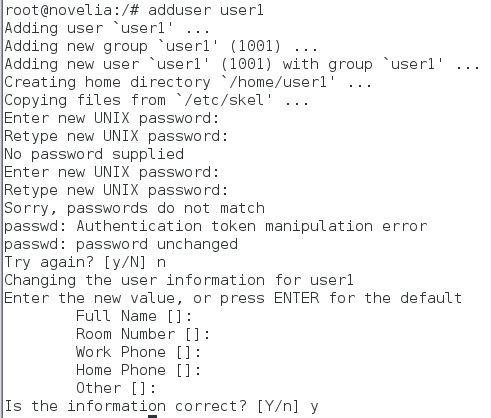 root@novelia:/# adduser user1
Adding user `user1' ...
Adding new group `user1' (1001) ...
Adding new user `user1' (1001) with group `user1' ...
Creating home directory `/home/user1' ...
Copying files from `/etc/skel' ...
Enter new UNIX password:
Retype new UNIX password:
No password supplied
Enter new UNIX password:
Retype new UNIX password:
Sorry, passwords do not match
passwd: Authentication token manipulation error
passwd: password unchanged
Try again? [y/N] n
Changing the user information for user1
Enter the new value, or press ENTER for the default
        Full Name []:
        Room Number []:
        Work Phone []:
        Home Phone []:
        Other []:
Is the information correct? [Y/n] y